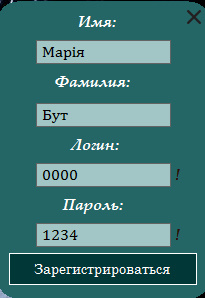 Имя:
Марія
Фамилия:
Бут
Логин:
0000 !
Пароль:
1234 !
Зарегистрироваться